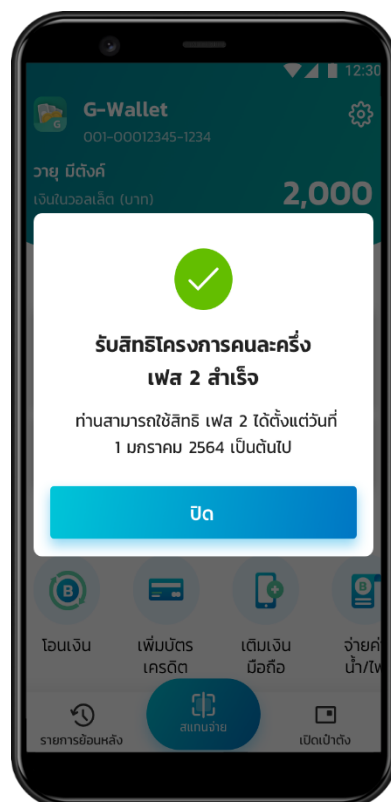 12:30
G-Wallet
001-00012345-1234
วายุ มีตังค์
เงินในวอลเล็ต (บาท)
2,000
รับสิทธิโครงการคนละครึ่ง
เฟส 2 สำเร็จ
ท่านสามารถใช้สิทธิ เฟส 2 ได้ตั้งแต่วันที่
1 มกราคม 2564 เป็นต้นไป
ปิด
โอนเงิน
เพิ่มบัตร
เครดิต
เติมเงิน
มือถือ
จ่ายค่
น้ำ/ไฟ
รายการย้อนหลัง
สแกนจ่าย
เปิดเป๋าตัง